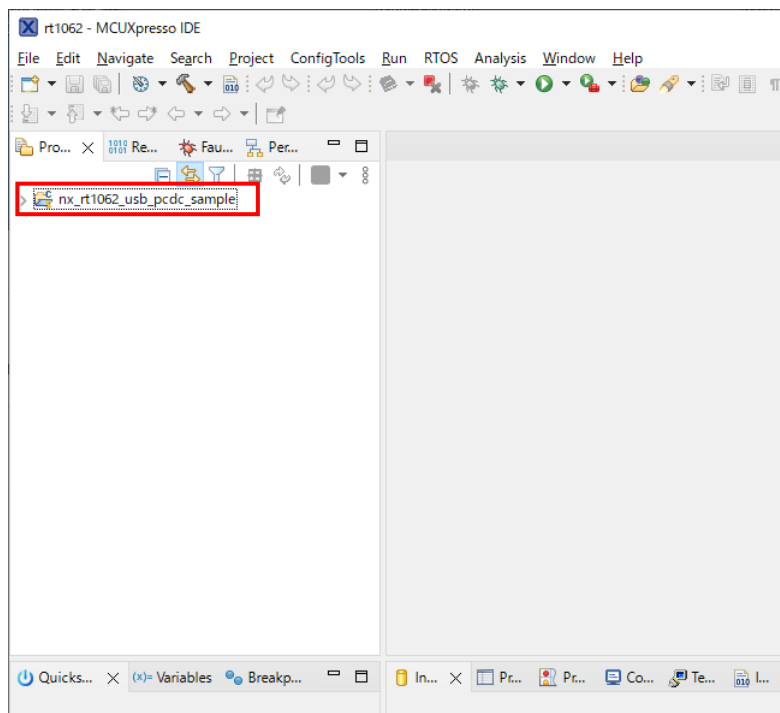 rt1062 - MCUXpresso IDE
File Edit Navigate Search Project ConfigTools Run RTOS Analysis Window Help
Pro... Re... Fau... Per...
nx_rt1062_usb_pcdc_sample
Quicks... (x)= Variables Breakp... In... Pr... Pr... Co... Te... I...